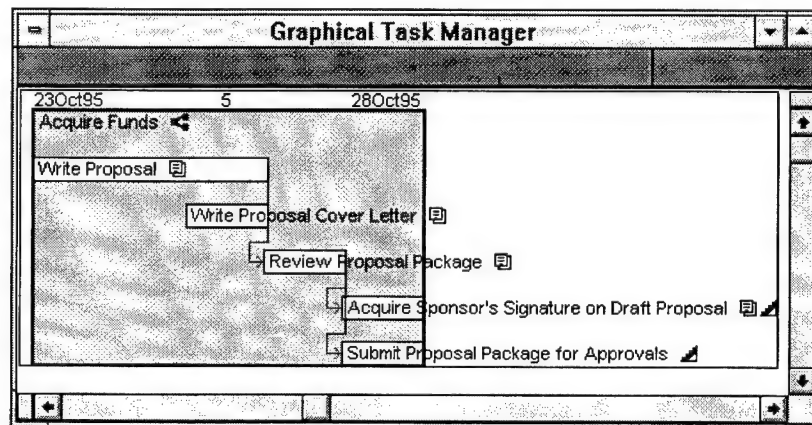 Graphical Task Manager
23Oct95 5 28Oct95
Acquire Funds
Write Proposal
Write Proposal Cover Letter
Review Proposal Package
Acquire Sponsor's Signature on Draft Proposal
Submit Proposal Package for Approvals